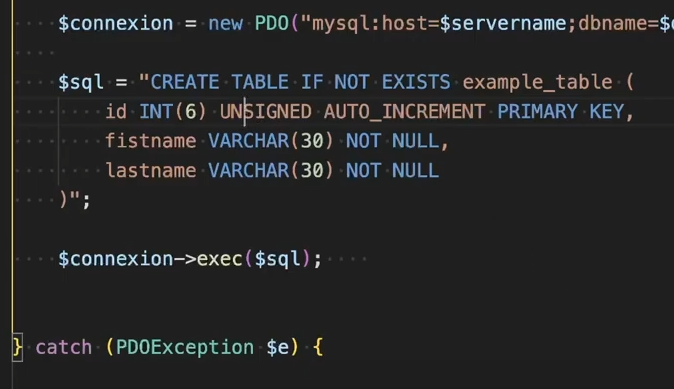 $connexion = new PDO("mysql:host=$servername;dbname=$
$sql = "CREATE TABLE IF NOT EXISTS example_table (
id INT(6) UNSIGNED AUTO_INCREMENT PRIMARY KEY,
fistname VARCHAR(30) NOT NULL,
lastname VARCHAR(30) NOT NULL
)";
$connexion->exec($sql);
} catch (PDOException $e) {